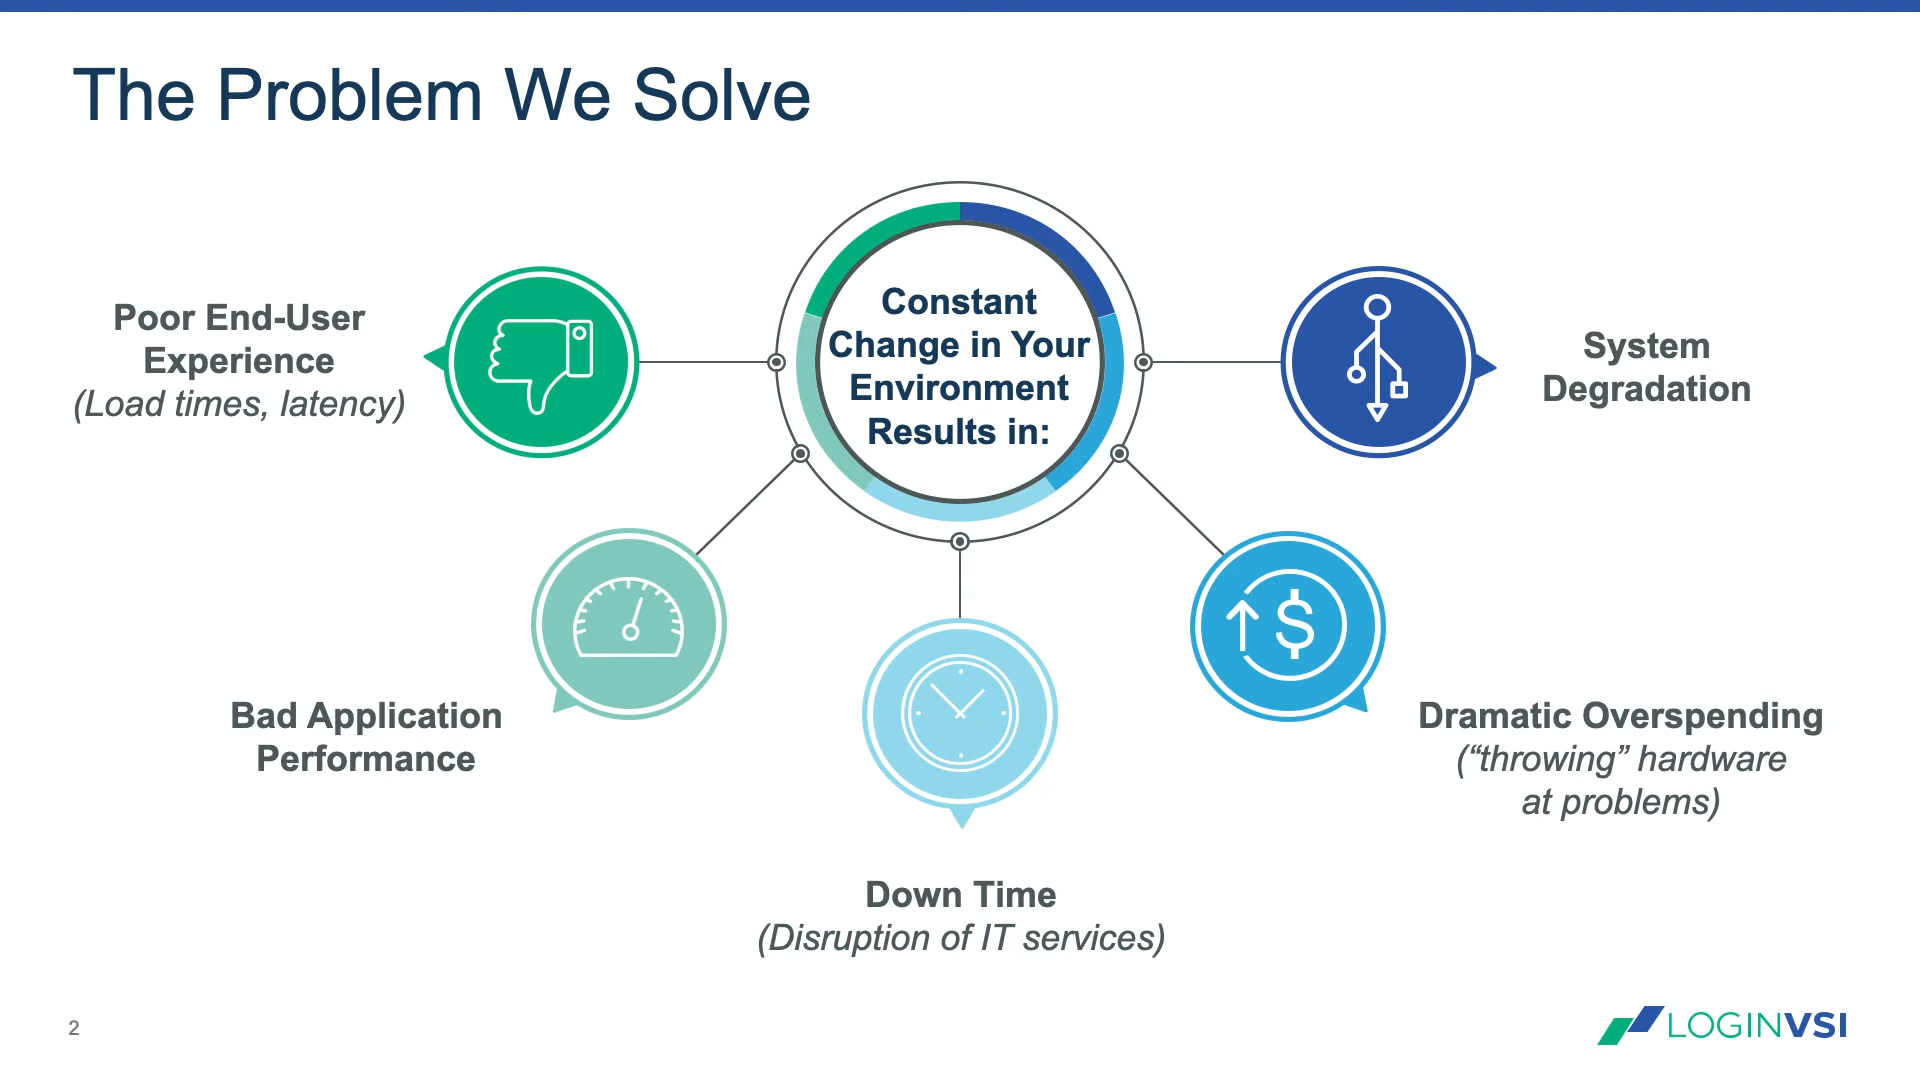 The Problem We Solve
Constant
Change in Your
Environment
Results in:
Poor End-User
Experience
(Load times, latency)
System
Degradation
Bad Application
Performance
Dramatic Overspending
(“throwing” hardware
at problems)
$
Down Time
(Disruption of IT services)
2
LOGINVSI